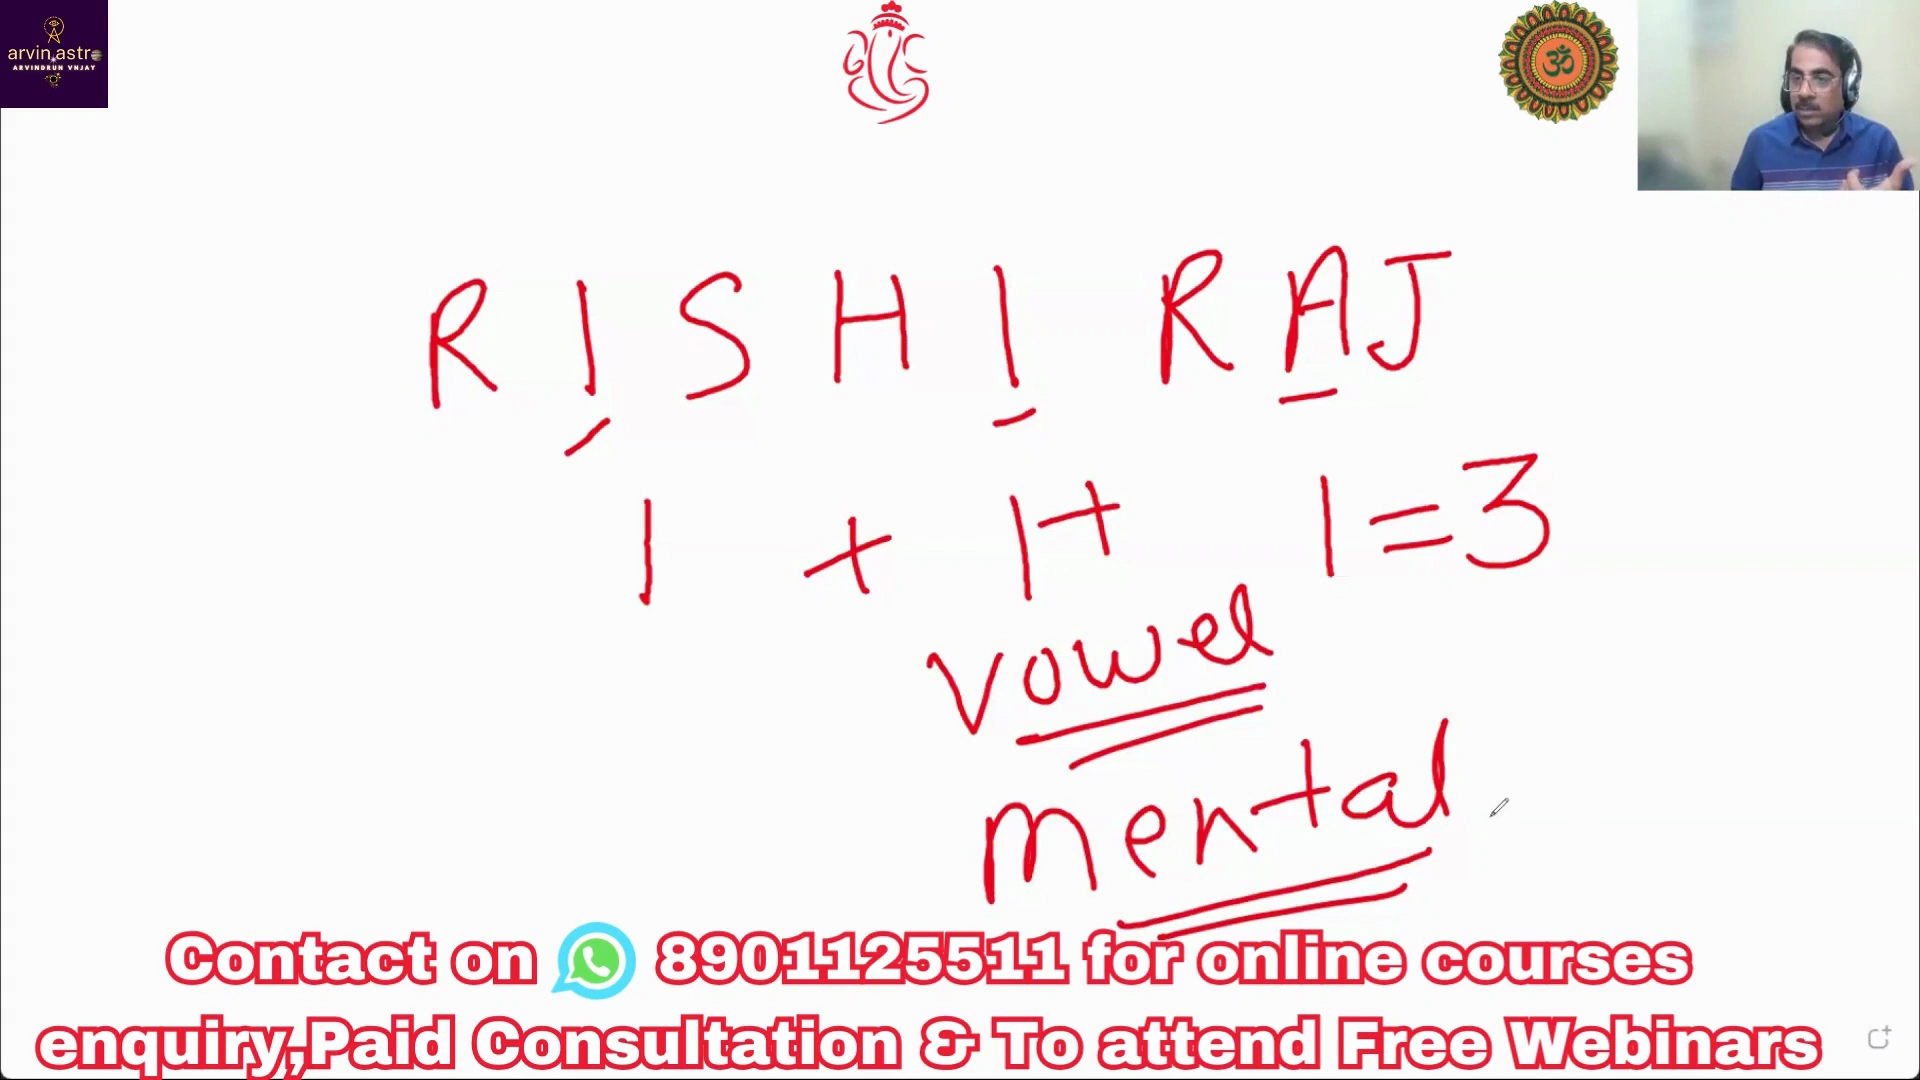 arvin astro
ARVINDRUN VNJAY
ॐ
RISHI RAJ
1 + 1 + 1 = 3
Vowel
Mental
Contact on 8901125511 for online courses
enquiry,Paid Consultation & To attend Free Webinars